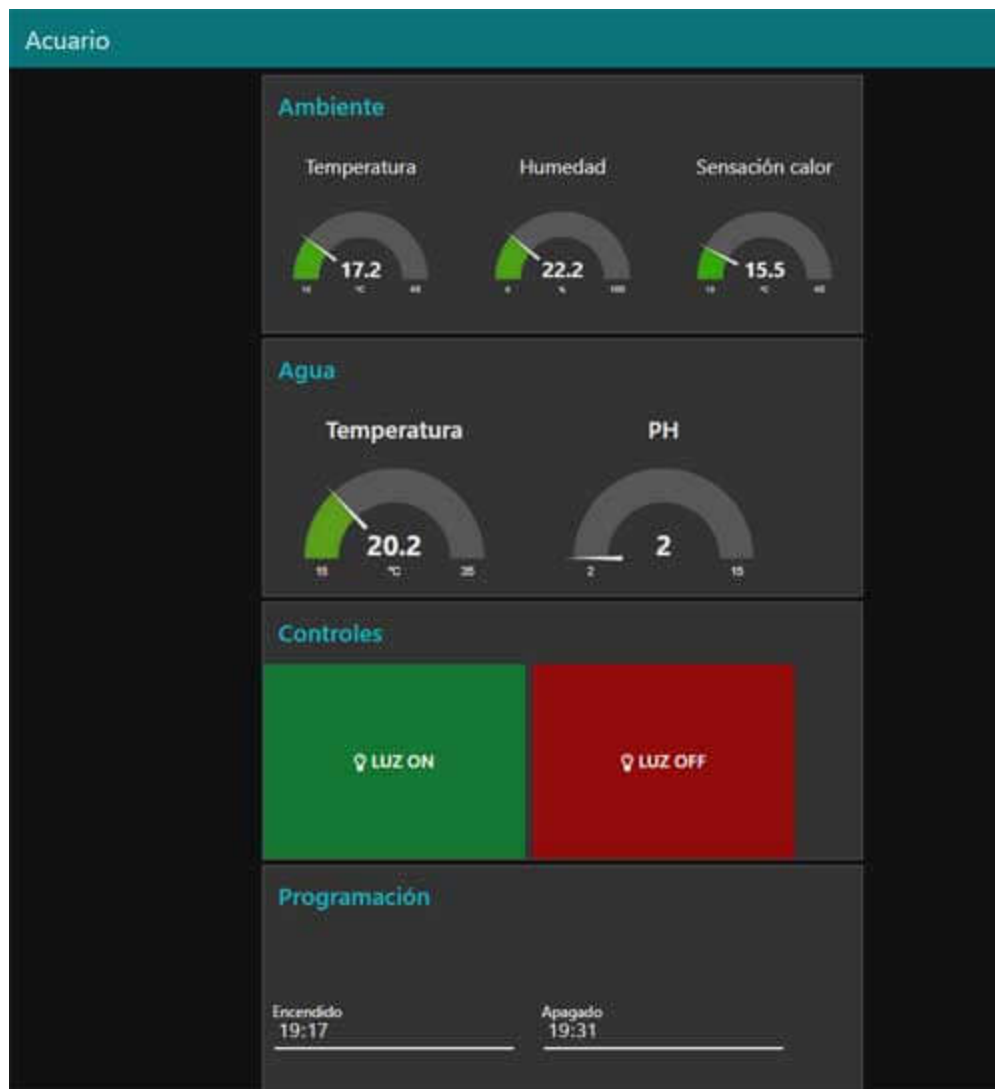 Acuario
Ambiente
Temperatura Humedad Sensación calor
17.2 22.2 15.5
°C % °C
Agua
Temperatura PH
20.2 2
15 °C 35 2 15
Controles
LUZ ON LUZ OFF
Programación
Encendido Apagado
19:17 19:31